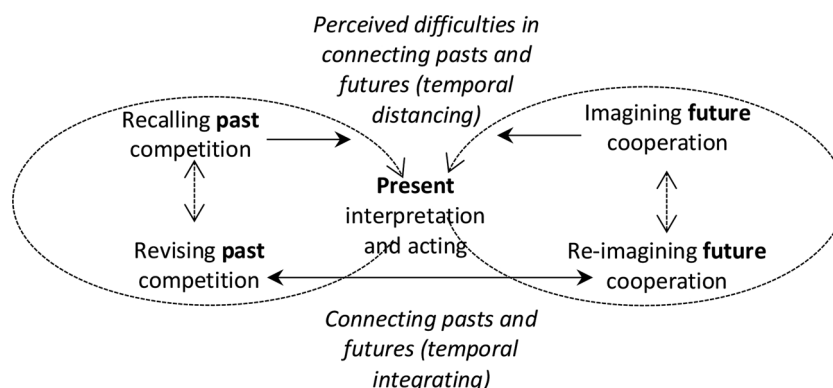 Perceived difficulties in
connecting pasts and
futures (temporal
distancing)
Recalling past
competition
Imagining future
cooperation
Present
interpretation
and acting
Revising past
competition
Re-imagining future
cooperation
Connecting pasts and
futures (temporal
integrating)